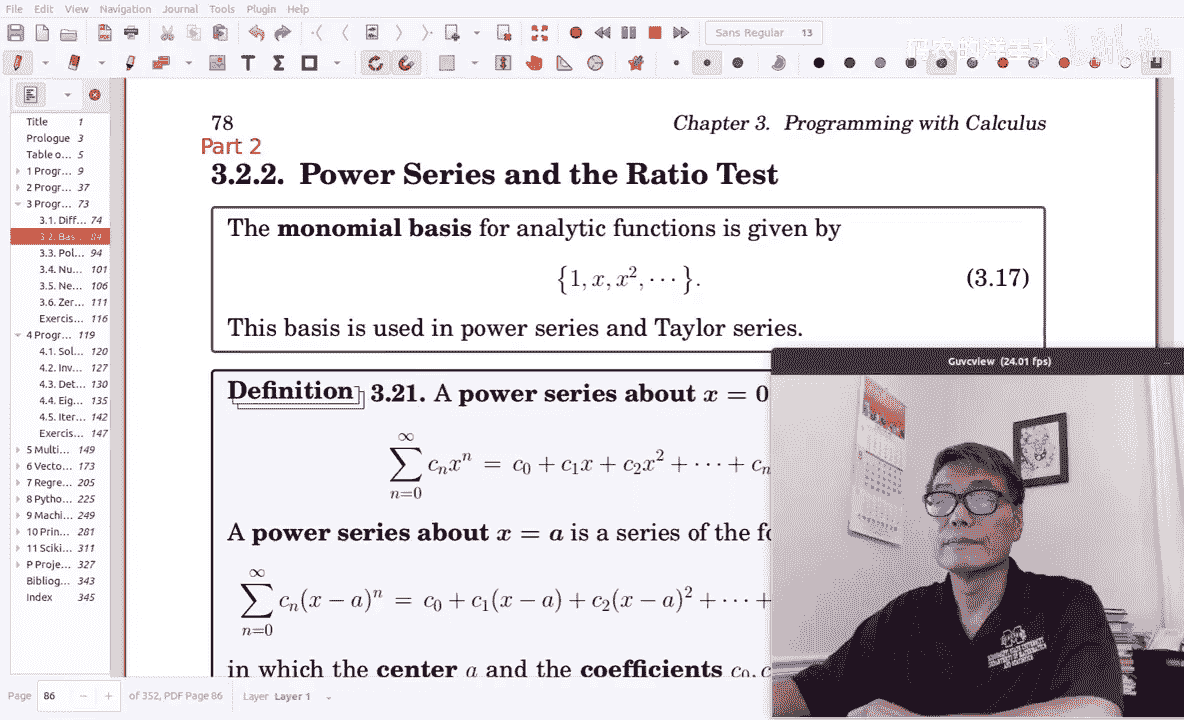 File Edit View Navigation Journal Tools Plugin Help
Sans Regular 13
Title 1
Prologue 3
Table o... 5
1 Progr... 9
2 Progr... 37
3 Progr... 73
3.1. Diff... 74
3.2. Bas... 84
3.3. Pol... 94
3.4. Nu... 101
3.5. Ne... 106
3.6. Zer... 111
Exercis... 116
4 Progr... 119
4.1. Sol... 120
4.2. Inv... 127
4.3. Det... 130
4.4. Eig... 135
4.5. Iter... 142
Exercis... 147
5 Multi... 149
6 Vecto... 173
7 Regre... 205
8 Pytho... 225
9 Machi... 249
10 Prin... 281
11 Sciki... 311
P Proje... 327
Bibliog... 343
Index 345
78 Chapter 3. Programming with Calculus
Part 2
3.2.2. Power Series and the Ratio Test
The monomial basis for analytic functions is given by
{1, x, x², ⋯}. (3.17)
This basis is used in power series and Taylor series.
Definition 3.21. A power series about x = 0
∑_{n=0}^{∞} cₙxⁿ = c₀ + c₁x + c₂x² + ⋯ + cₙ
A power series about x = a is a series of the fo
∑_{n=0}^{∞} cₙ(x − a)ⁿ = c₀ + c₁(x − a) + c₂(x − a)² + ⋯ +
in which the center a and the coefficients c₀, c
Guvcview (24.01 fps)
Page 86 of 352, PDF Page 86 Layer Layer 1